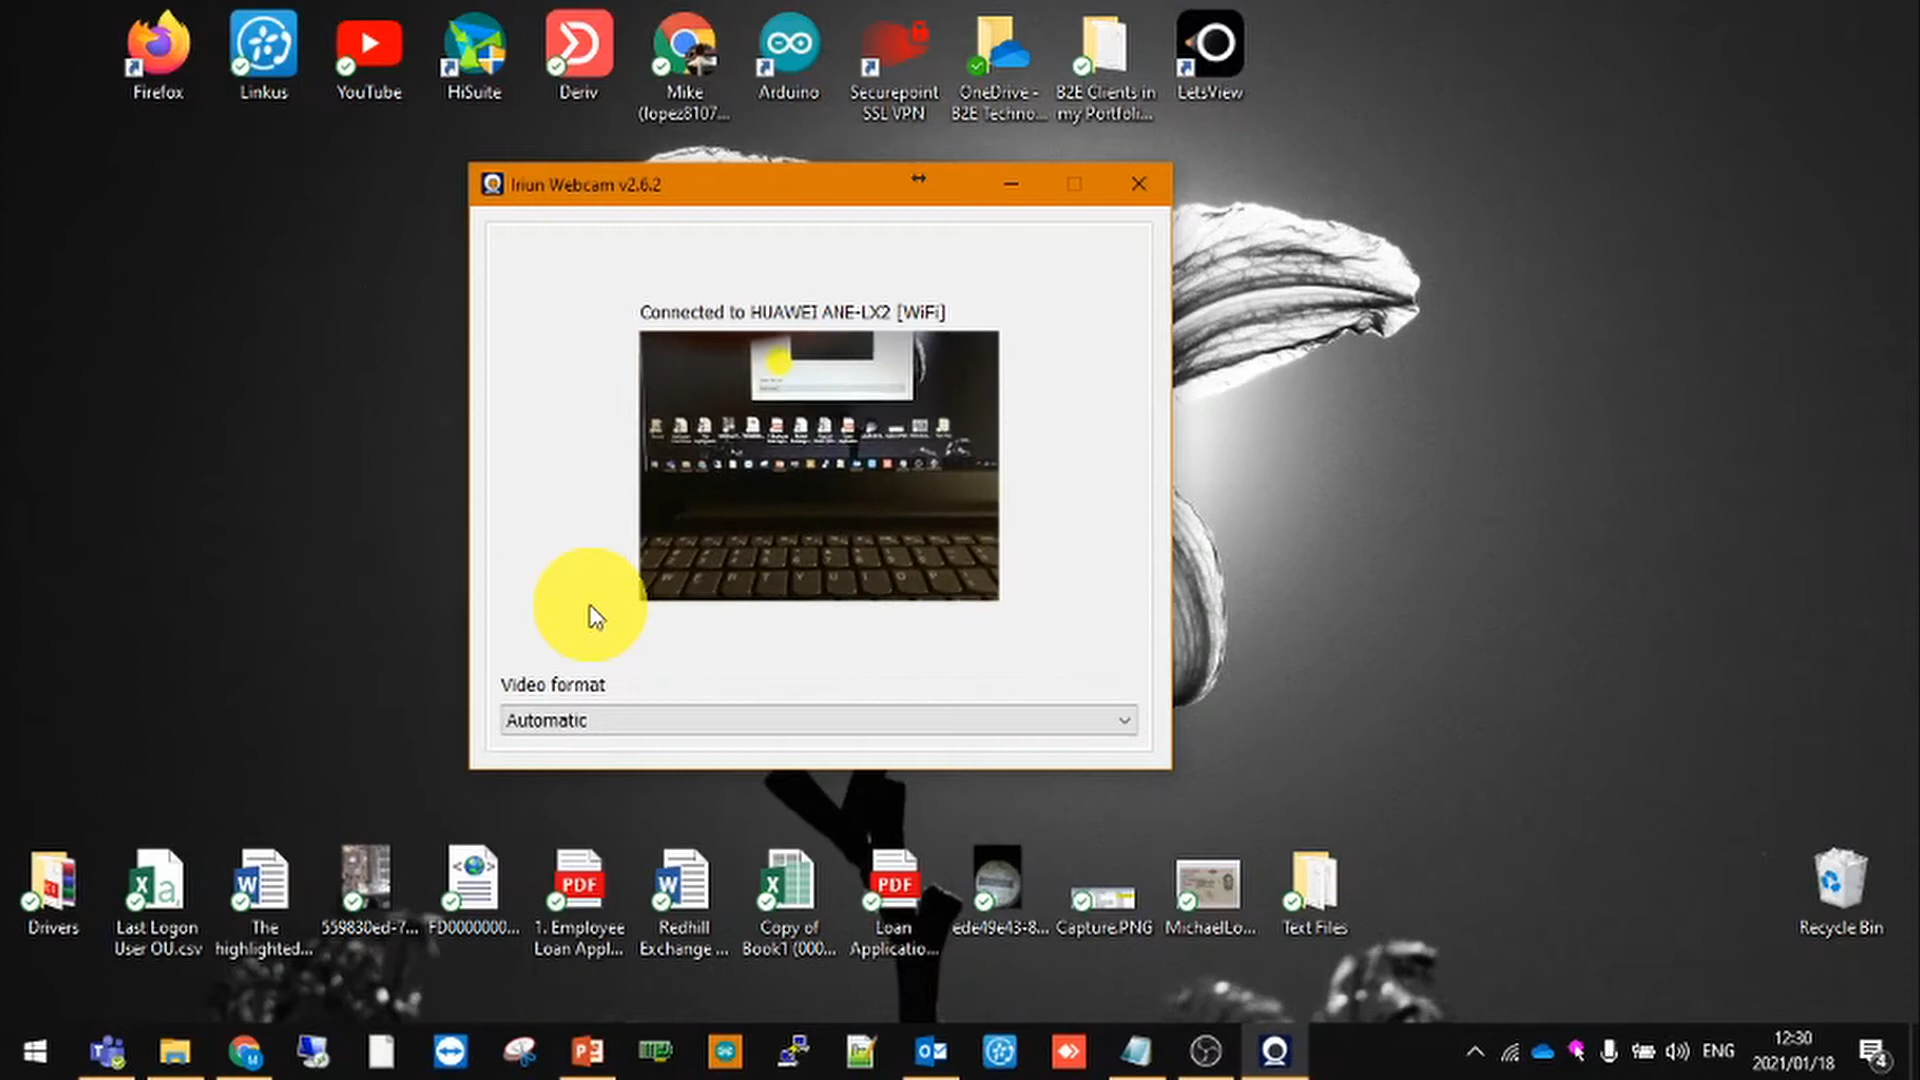 Firefox
Linkus
YouTube
HiSuite
Deriv
Mike
(lopez8107...
Arduino
Securepoint
SSL VPN
OneDrive -
B2E Techno...
B2E Clients in
my Portfoli...
LetsView
Iriun Webcam v2.6.2
Connected to HUAWEI ANE-LX2 [WiFi]
Video format
Automatic
Drivers
Last Logon
User OU.csv
The
highlighted...
559830ed-7...
FD0000000...
1. Employee
Loan Appl...
Redhill
Exchange ...
Copy of
Book1 (000...
Loan
Applicatio...
ede49e43-8...
Capture.PNG
MichaelLo...
Text Files
Recycle Bin
ENG
12:30
2021/01/18
4